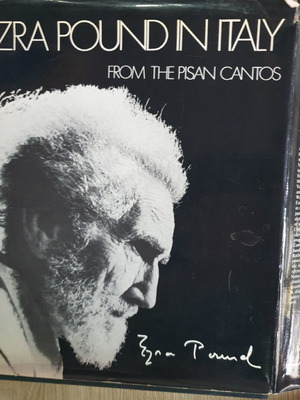 ZRA POUND IN ITALY
FROM THE PISAN CANTOS
Ezra Pound